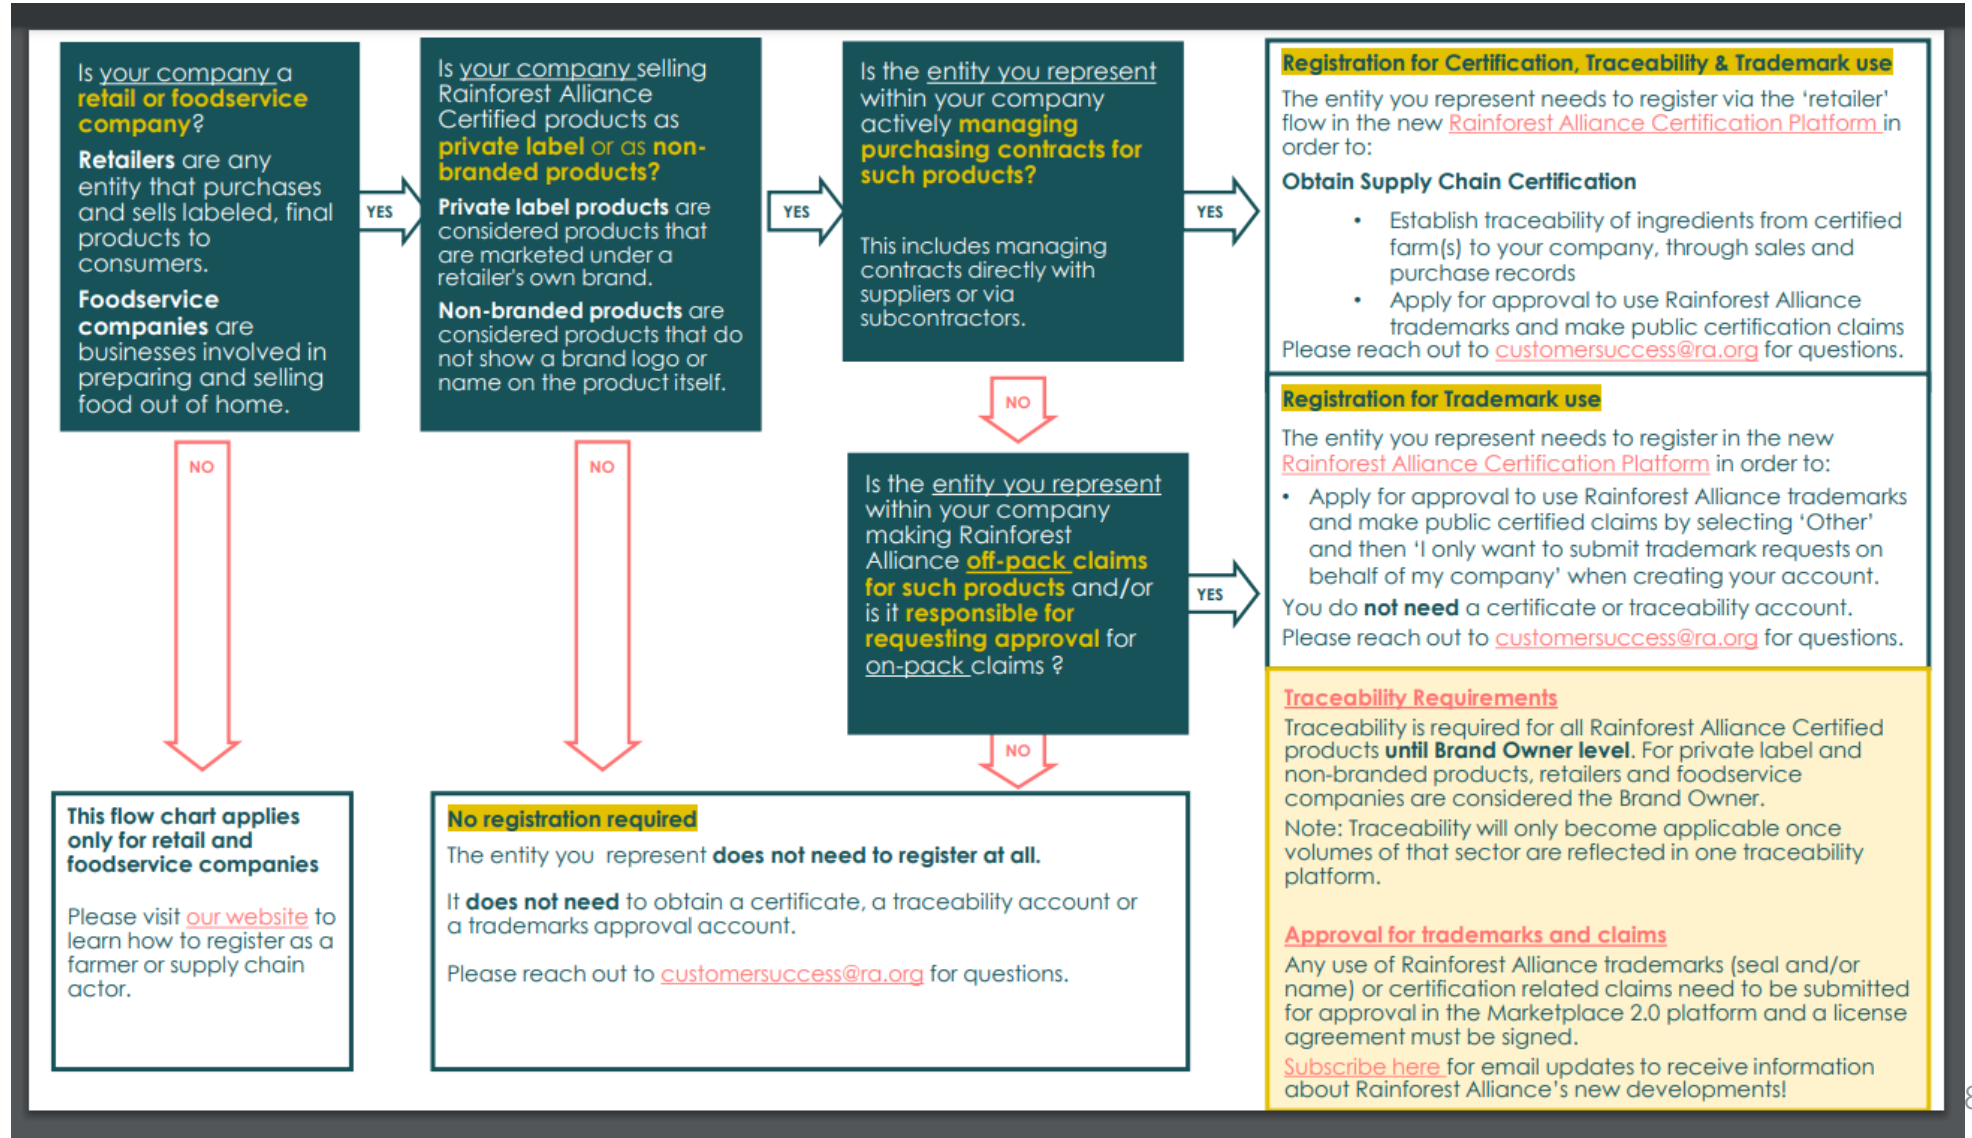 Is your company a
retail or foodservice
company?
Retailers are any
entity that purchases
and sells labeled, final
products to
consumers.
Foodservice
companies are
businesses involved in
preparing and selling
food out of home.
YES
Is your company selling
Rainforest Alliance
Certified products as
private label or as non-
branded products?
Private label products are
considered products that
are marketed under a
retailer's own brand.
Non-branded products are
considered products that do
not show a brand logo or
name on the product itself.
YES
Is the entity you represent
within your company
actively managing
purchasing contracts for
such products?
This includes managing
contracts directly with
suppliers or via
subcontractors.
YES
Registration for Certification, Traceability & Trademark use
The entity you represent needs to register via the ‘retailer’
flow in the new Rainforest Alliance Certification Platform in
order to:
Obtain Supply Chain Certification
• Establish traceability of ingredients from certified
farm(s) to your company, through sales and
purchase records
• Apply for approval to use Rainforest Alliance
trademarks and make public certification claims
Please reach out to customersuccess@ra.org for questions.
NO
NO
NO
Is the entity you represent
within your company
making Rainforest
Alliance off-pack claims
for such products and/or
is it responsible for
requesting approval for
on-pack claims ?
YES
Registration for Trademark use
The entity you represent needs to register in the new
Rainforest Alliance Certification Platform in order to:
• Apply for approval to use Rainforest Alliance trademarks
and make public certified claims by selecting ‘Other’
and then ‘I only want to submit trademark requests on
behalf of my company’ when creating your account.
You do not need a certificate or traceability account.
Please reach out to customersuccess@ra.org for questions.
NO
This flow chart applies
only for retail and
foodservice companies
Please visit our website to
learn how to register as a
farmer or supply chain
actor.
No registration required
The entity you represent does not need to register at all.
It does not need to obtain a certificate, a traceability account or
a trademarks approval account.
Please reach out to customersuccess@ra.org for questions.
Traceability Requirements
Traceability is required for all Rainforest Alliance Certified
products until Brand Owner level. For private label and
non-branded products, retailers and foodservice
companies are considered the Brand Owner.
Note: Traceability will only become applicable once
volumes of that sector are reflected in one traceability
platform.
Approval for trademarks and claims
Any use of Rainforest Alliance trademarks (seal and/or
name) or certification related claims need to be submitted
for approval in the Marketplace 2.0 platform and a license
agreement must be signed.
Subscribe here for email updates to receive information
about Rainforest Alliance’s new developments!